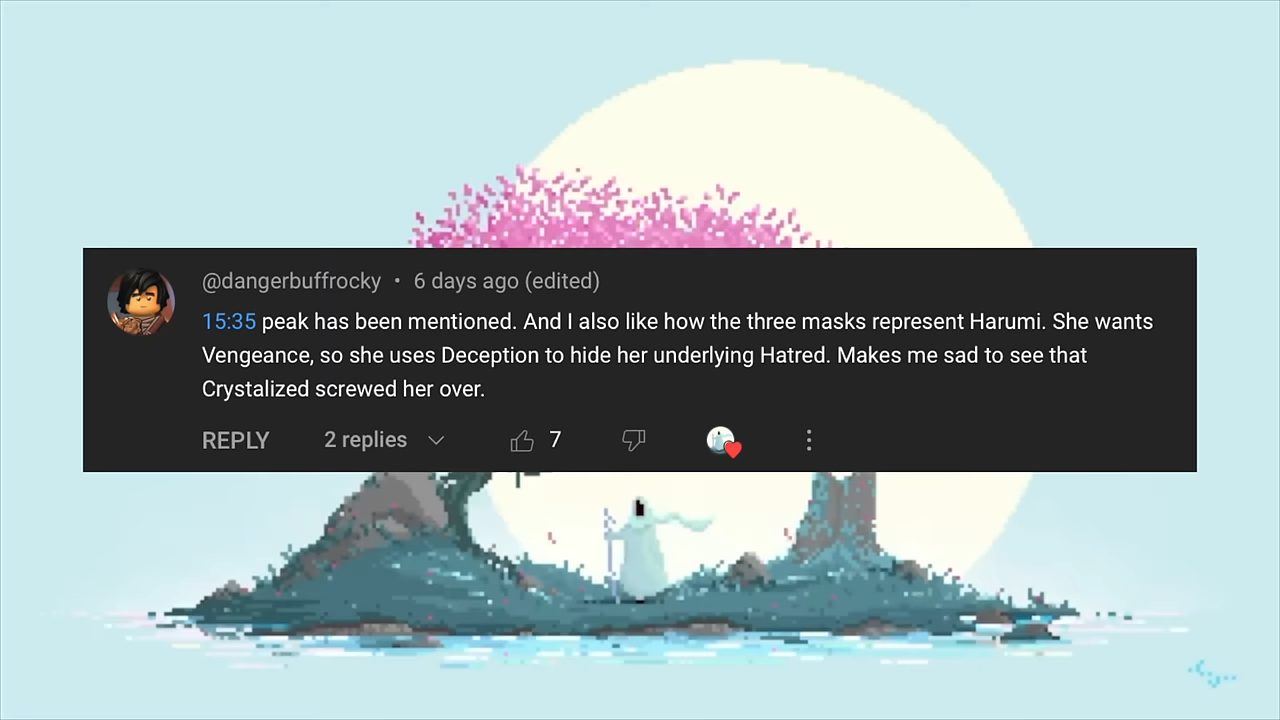 @dangerbuffrocky • 6 days ago (edited)
15:35 peak has been mentioned. And I also like how the three masks represent Harumi. She wants
Vengeance, so she uses Deception to hide her underlying Hatred. Makes me sad to see that
Crystalized screwed her over.
REPLY 2 replies 7